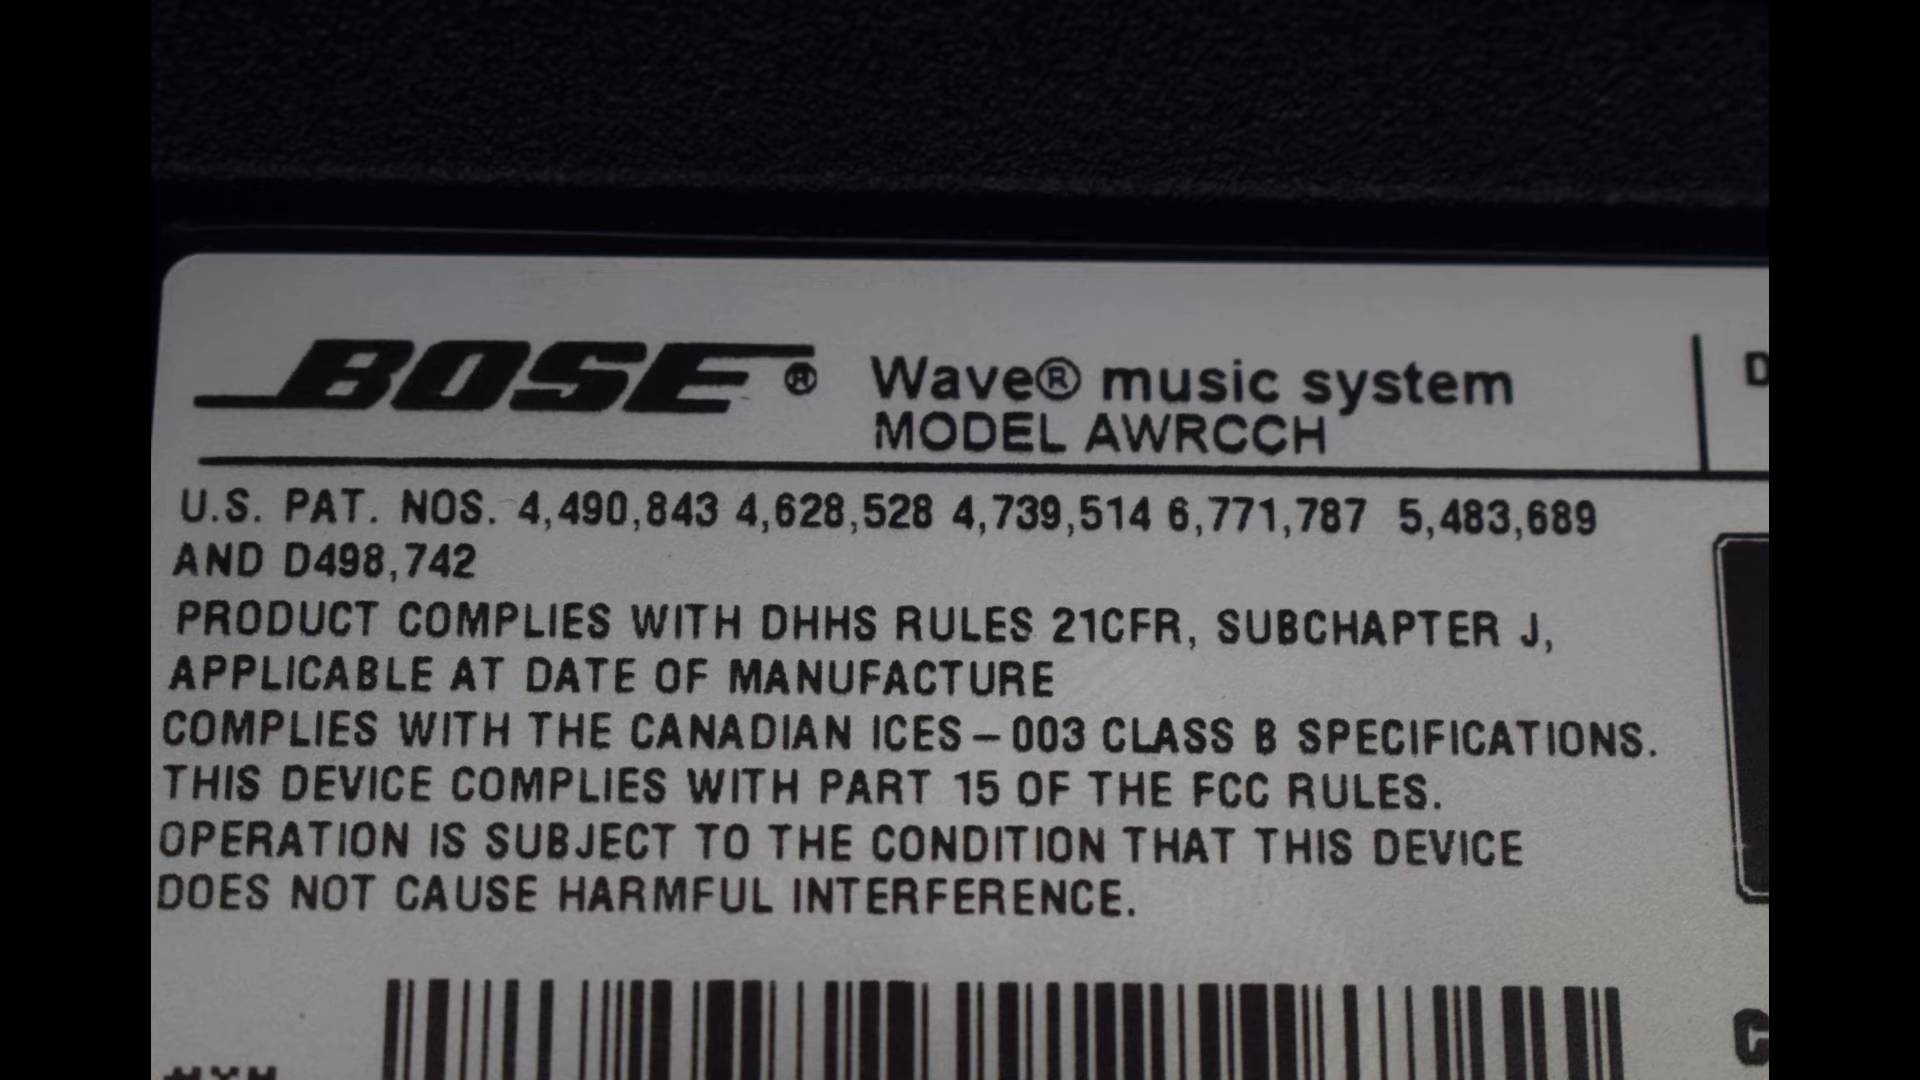 BOSE® Wave® music system
MODEL AWRCCH
U.S. PAT. NOS. 4,490,843 4,628,528 4,739,514 6,771,787 5,483,689
AND D498,742
PRODUCT COMPLIES WITH DHHS RULES 21CFR, SUBCHAPTER J,
APPLICABLE AT DATE OF MANUFACTURE
COMPLIES WITH THE CANADIAN ICES–003 CLASS B SPECIFICATIONS.
THIS DEVICE COMPLIES WITH PART 15 OF THE FCC RULES.
OPERATION IS SUBJECT TO THE CONDITION THAT THIS DEVICE
DOES NOT CAUSE HARMFUL INTERFERENCE.